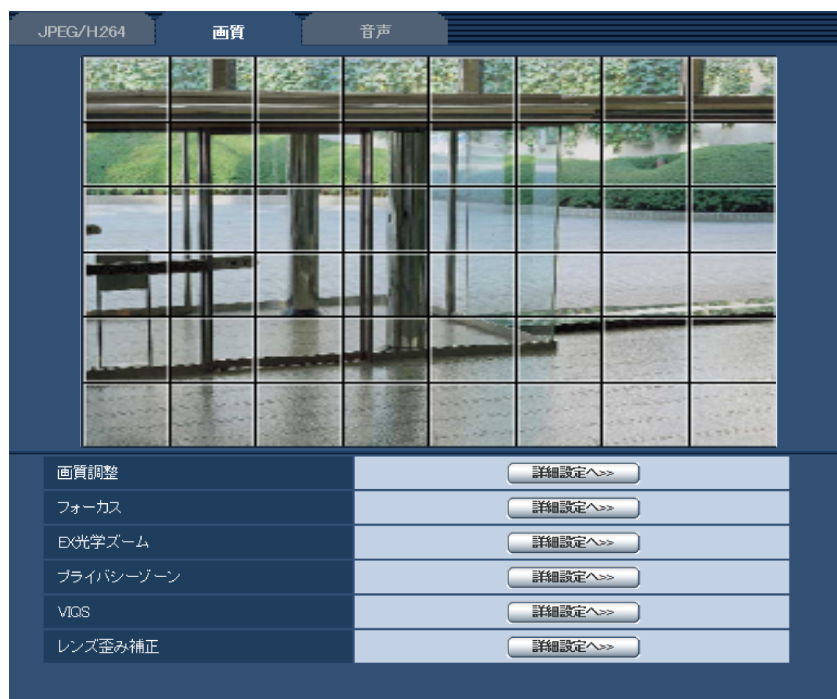 JPEG/H.264
画質
音声
画質調整
詳細設定へ>>
フォーカス
詳細設定へ>>
EX光学ズーム
詳細設定へ>>
プライバシーゾーン
詳細設定へ>>
VIQS
詳細設定へ>>
レンズ歪み補正
詳細設定へ>>